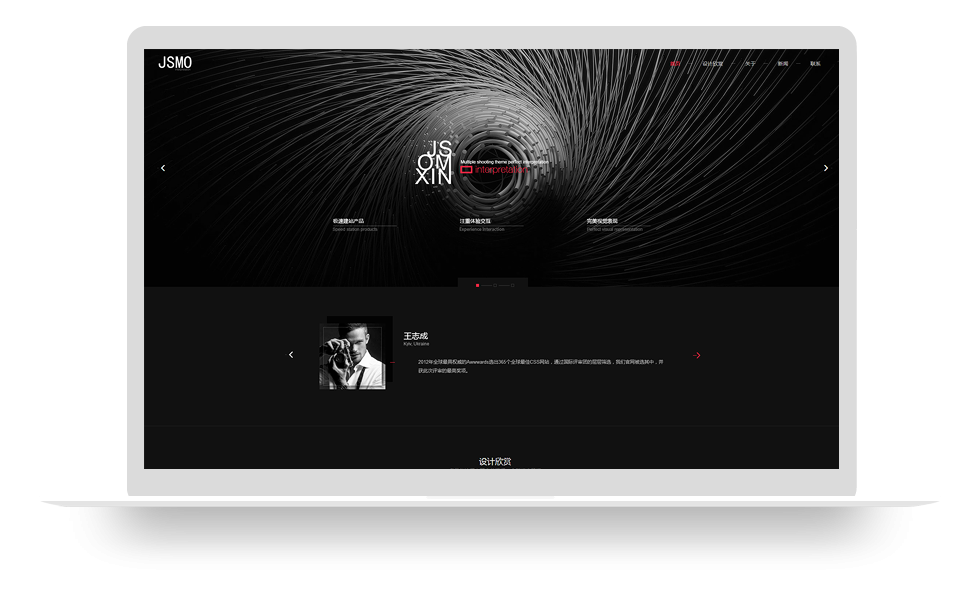 JSMO
设计欣赏
关于
新闻
联系
JS
OM
XIN
Multiple shooting theme perfect interpretation
interpretation
极速建站产品
Speed station products
注重体验交互
Experience Interaction
完美视觉表现
Perfect visual representation
王志成
Kyiv, Ukraine
2012年全球最具权威的Awwwards选出365个全球最佳CSS网站，通过国际评审团的层层筛选，我们官网被选其中，并
获此次评审的最高奖项。
设计欣赏